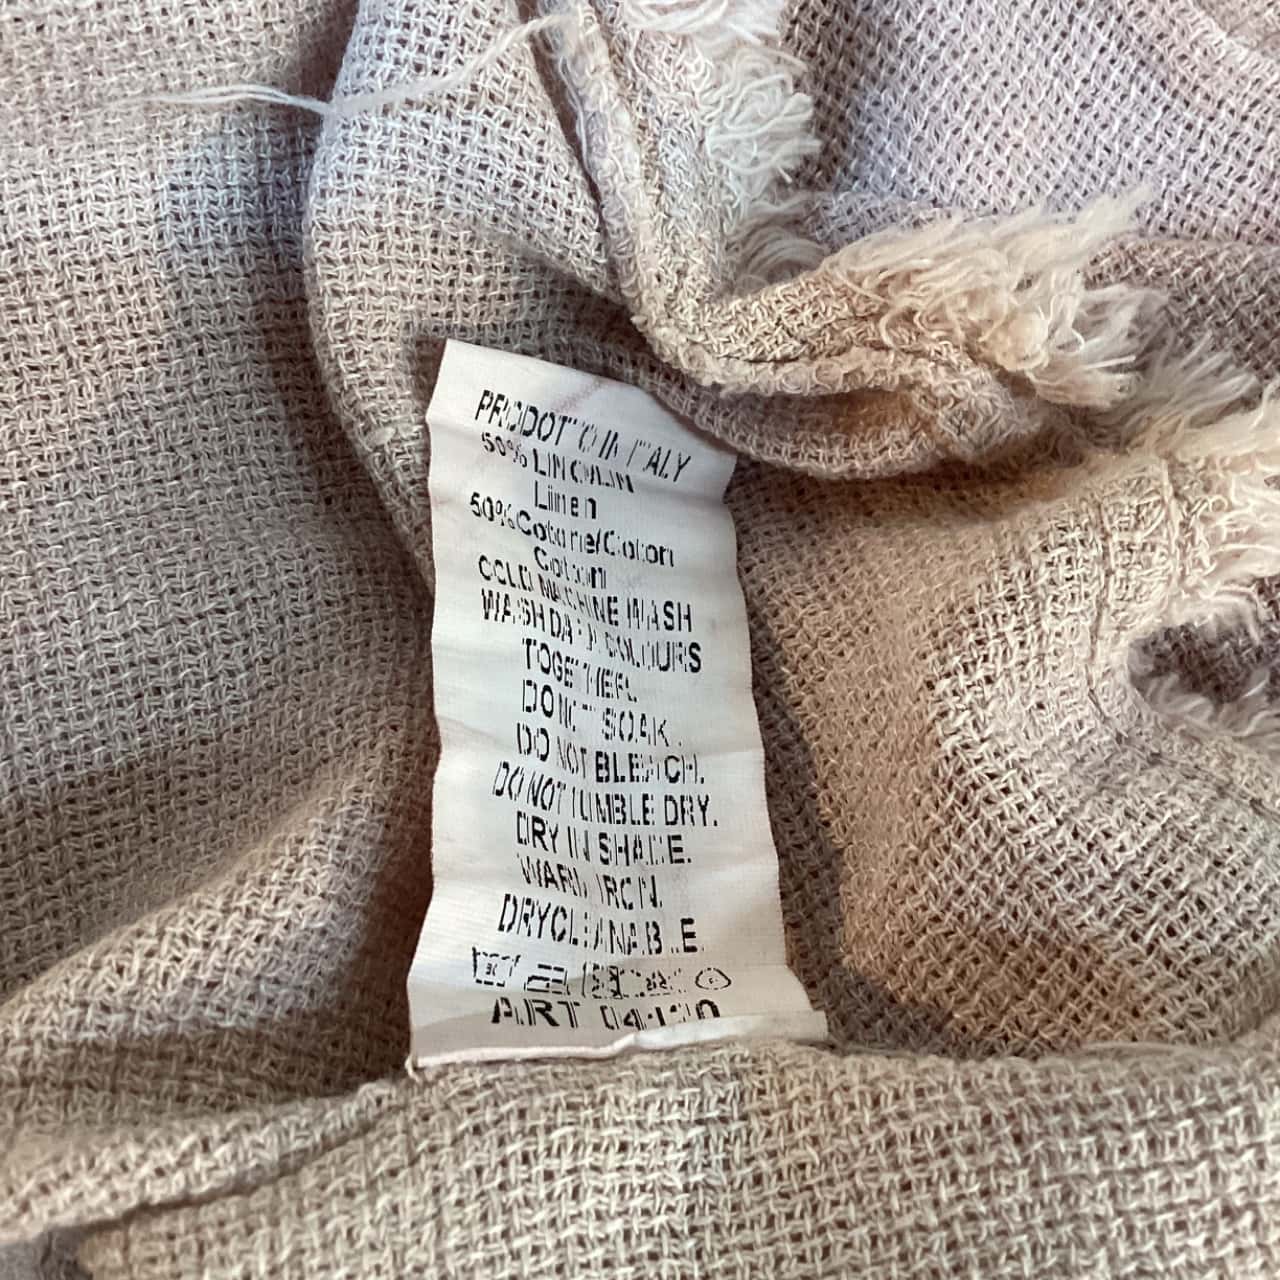 PRODOTTO IN ITALY
50% LINO/LIN
Linen
50%Cotone/Coton
Cotton
COLD MACHINE WASH
WASH DARK COLOURS
TOGETHER.
DO NOT SOAK.
DO NOT BLEACH.
DO NOT TUMBLE DRY.
DRY IN SHADE.
WARM IRON.
DRYCLEANABLE.
ART